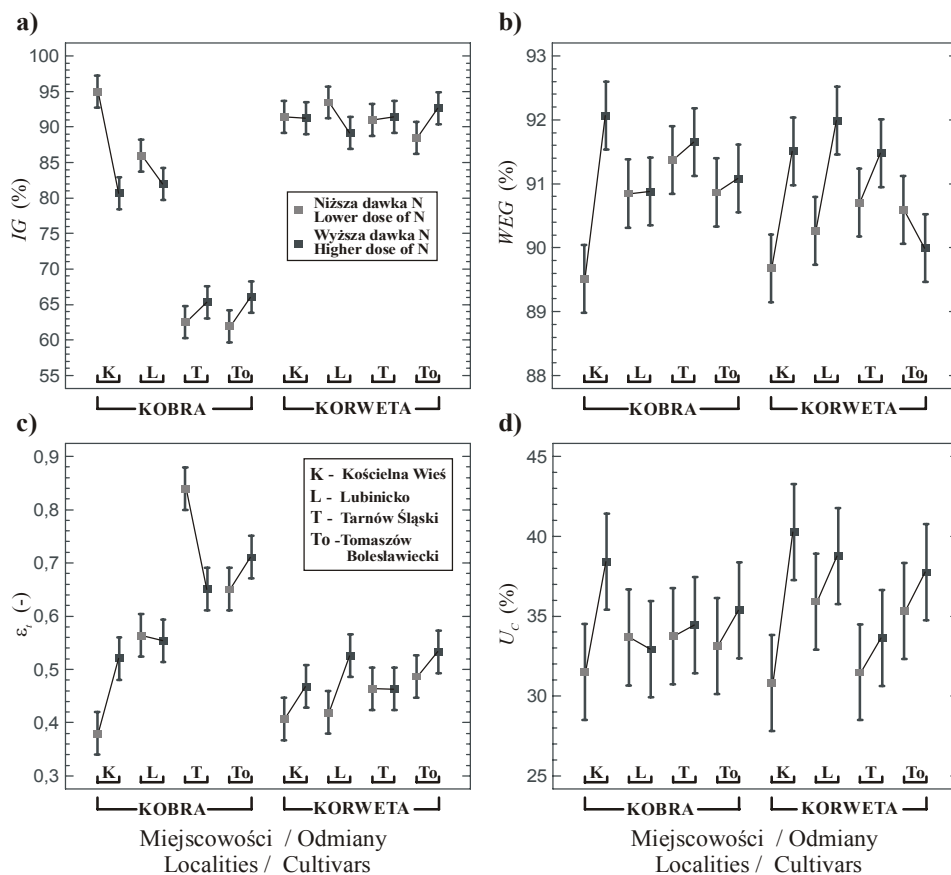 a)
100
95
90
85
80
75
70
65
60
55
IG (%)
Niższa dawka N
Lower dose of N
Wyższa dawka N
Higher dose of N
K L T To K L T To
KOBRA KORWETA
b)
93
92
91
90
89
88
WEG (%)
K L T To K L T To
KOBRA KORWETA
c)
0,9
0,8
0,7
0,6
0,5
0,4
0,3
εt (-)
K - Kościelna Wieś
L - Lubinicko
T - Tarnów Śląski
To - Tomaszów
Bolesławiecki
K L T To K L T To
KOBRA KORWETA
Miejscowości / Odmiany
Localities / Cultivars
d)
45
40
35
30
25
UC (%)
K L T To K L T To
KOBRA KORWETA
Miejscowości / Odmiany
Localities / Cultivars